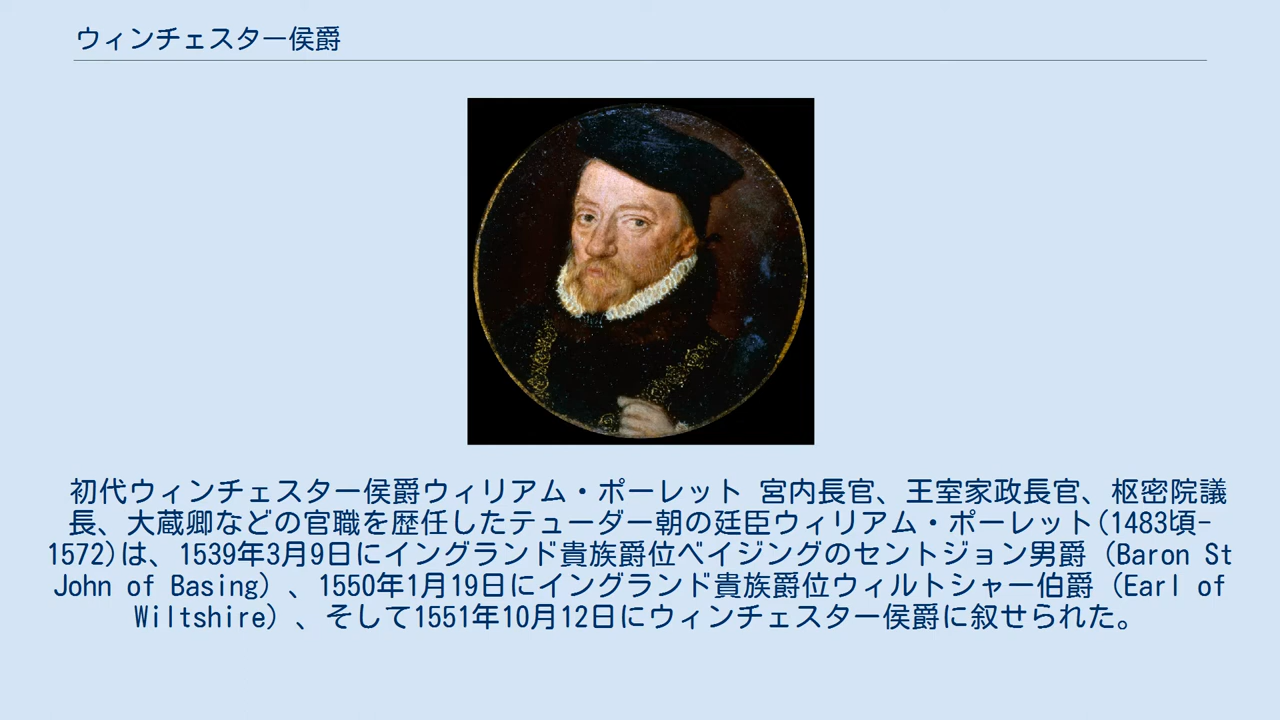 ウィンチェスター侯爵
初代ウィンチェスター侯爵ウィリアム・ポーレット 宮内長官、王室家政長官、枢密院議
長、大蔵卿などの官職を歴任したテューダー朝の廷臣ウィリアム・ポーレット(1483頃-
1572)は、1539年3月9日にイングランド貴族爵位ベイジングのセントジョン男爵（Baron St
John of Basing）、1550年1月19日にイングランド貴族爵位ウィルトシャー伯爵（Earl of
Wiltshire）、そして1551年10月12日にウィンチェスター侯爵に叙せられた。